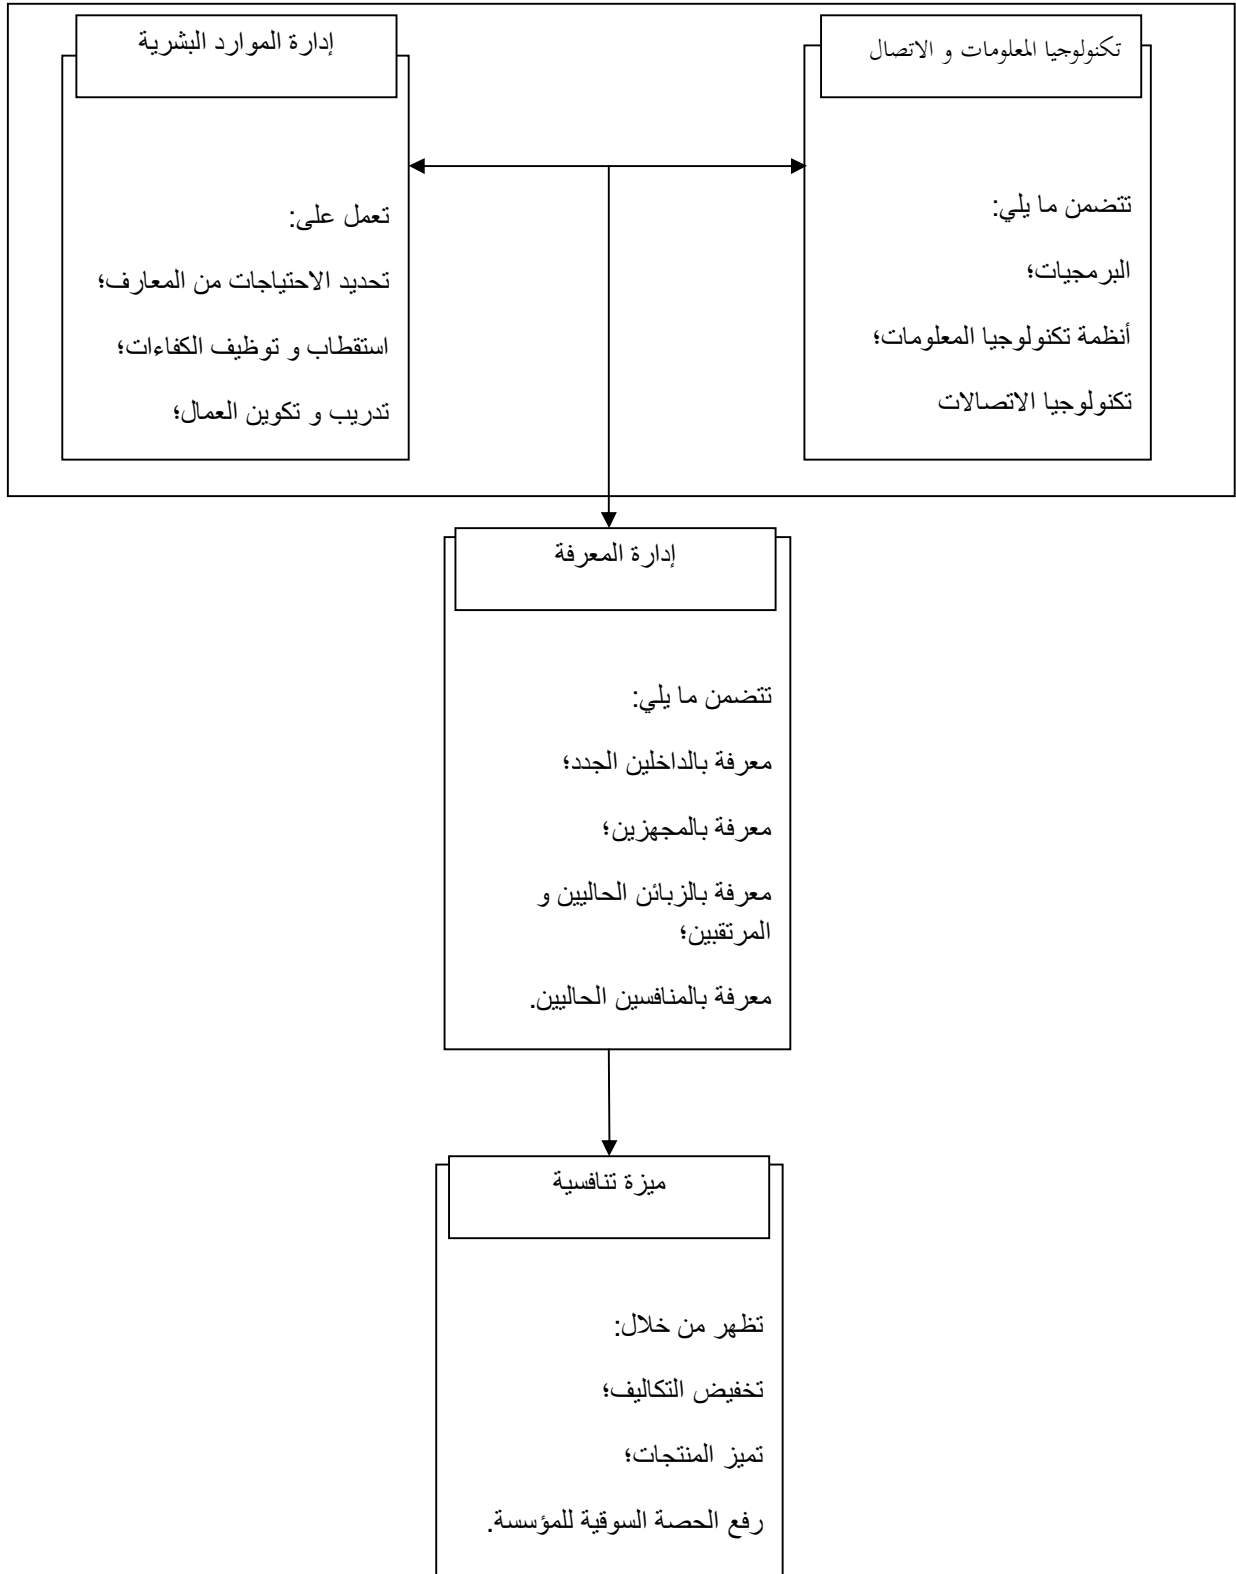 تكنولوجيا المعلومات و الاتصال
تتضمن ما يلي:
البرمجيات؛
أنظمة تكنولوجيا المعلومات؛
تكنولوجيا الاتصالات
إدارة الموارد البشرية
تعمل على:
تحديد الاحتياجات من المعارف؛
استقطاب و توظيف الكفاءات؛
تدريب و تكوين العمال؛
إدارة المعرفة
تتضمن ما يلي:
معرفة بالداخلين الجدد؛
معرفة بالمجهزين؛
معرفة بالزبائن الحاليين و
المرتقبين؛
معرفة بالمنافسين الحاليين.
ميزة تنافسية
تظهر من خلال:
تخفيض التكاليف؛
تميز المنتجات؛
رفع الحصة السوقية للمؤسسة.